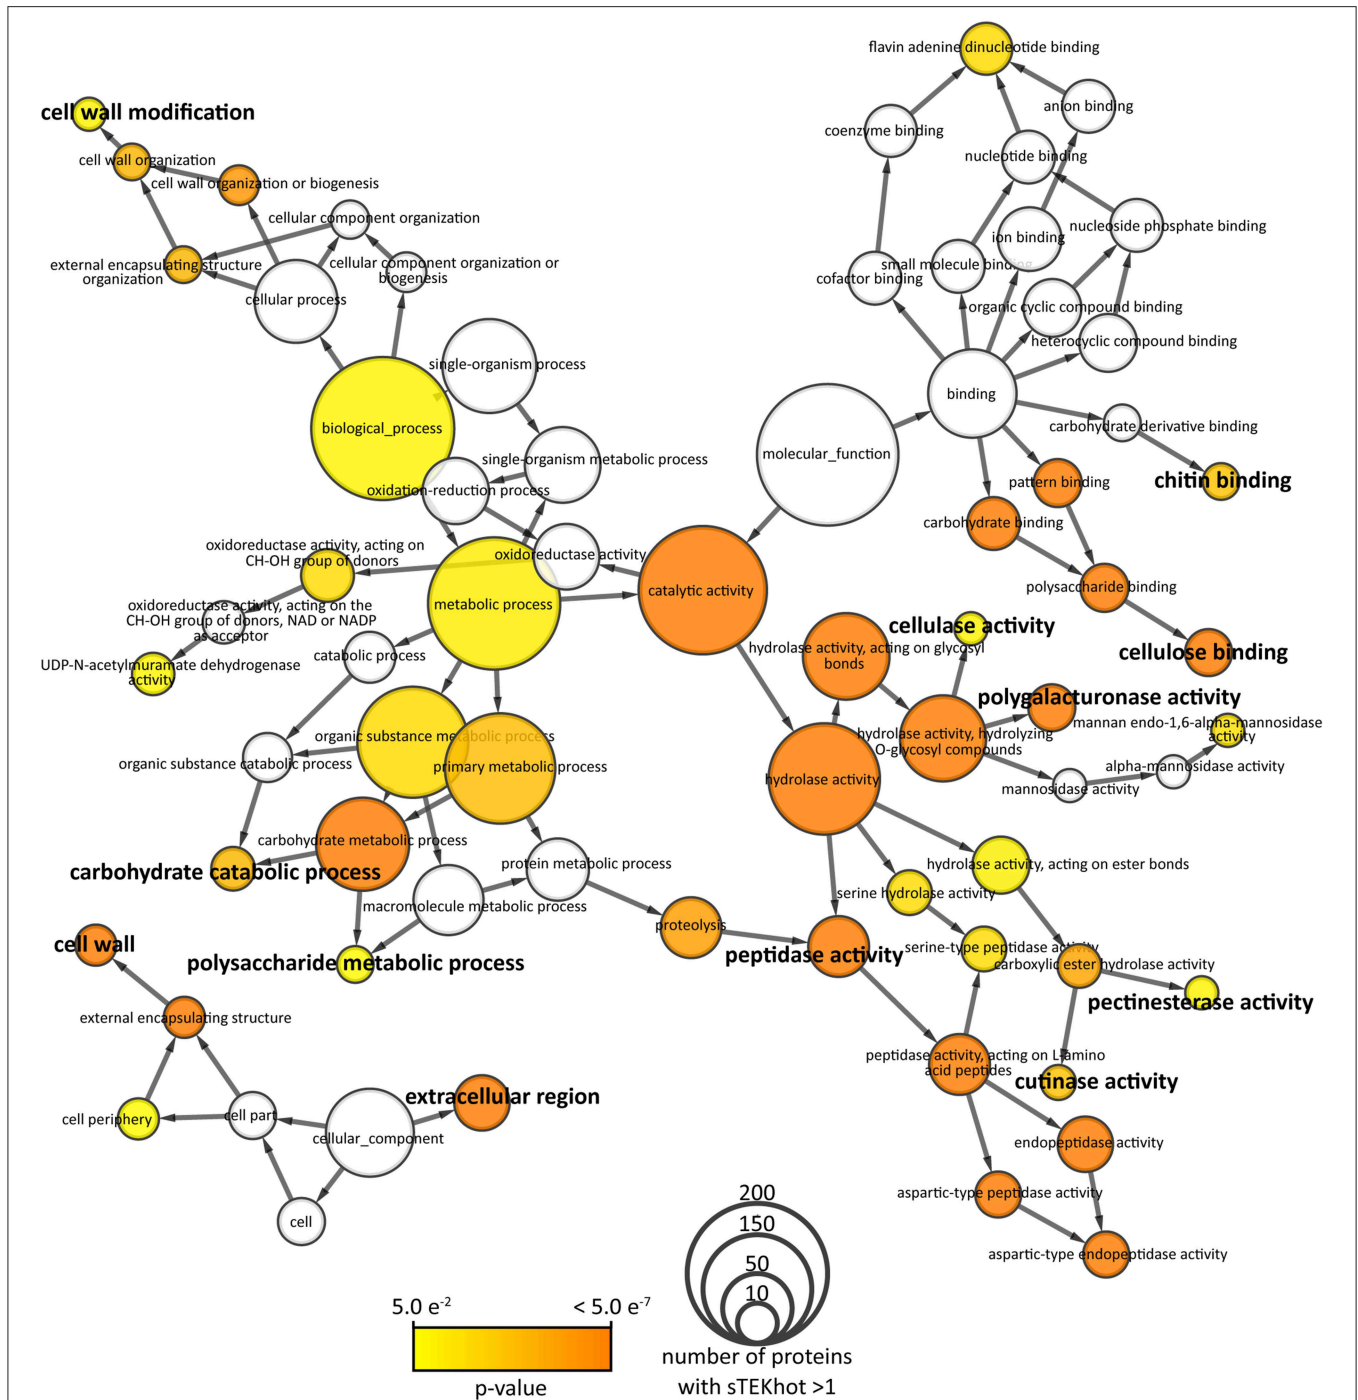 flavin adenine dinucleotide binding
anion binding
coenzyme binding
nucleotide binding
cell wall modification
cell wall organization
cell wall organization or biogenesis
cellular component organization
external encapsulating structure
organization
cellular component organization or
biogenesis
cellular process
ion binding
nucleoside phosphate binding
small molecule binding
cofactor binding
organic cyclic compound binding
heterocyclic compound binding
single-organism process
binding
biological_process
molecular_function
carbohydrate derivative binding
single-organism metabolic process
oxidation-reduction process
pattern binding
chitin binding
carbohydrate binding
oxidoreductase activity, acting on
CH-OH group of donors
oxidoreductase activity
catalytic activity
metabolic process
polysaccharide binding
oxidoreductase activity, acting on the
CH-OH group of donors, NAD or NADP
as acceptor
cellulase activity
hydrolase activity, acting on glycosyl
bonds
cellulose binding
catabolic process
UDP-N-acetylmuramate dehydrogenase
activity
polygalacturonase activity
mannan endo-1,6-alpha-mannosidase
activity
organic substance metabolic process
hydrolase activity, hydrolyzing
O-glycosyl compounds
organic substance catabolic process
primary metabolic process
hydrolase activity
alpha-mannosidase activity
mannosidase activity
carbohydrate metabolic process
carbohydrate catabolic process
protein metabolic process
hydrolase activity, acting on ester bonds
serine hydrolase activity
macromolecule metabolic process
proteolysis
cell wall
polysaccharide metabolic process
peptidase activity
serine-type peptidase activity
carboxylic ester hydrolase activity
pectinesterase activity
external encapsulating structure
peptidase activity, acting on L-amino
acid peptides
cutinase activity
extracellular region
cell periphery
cell part
cellular_component
endopeptidase activity
aspartic-type peptidase activity
cell
aspartic-type endopeptidase activity
200
150
50
10
5.0 e-2
< 5.0 e-7
p-value
number of proteins
with sTEKhot >1